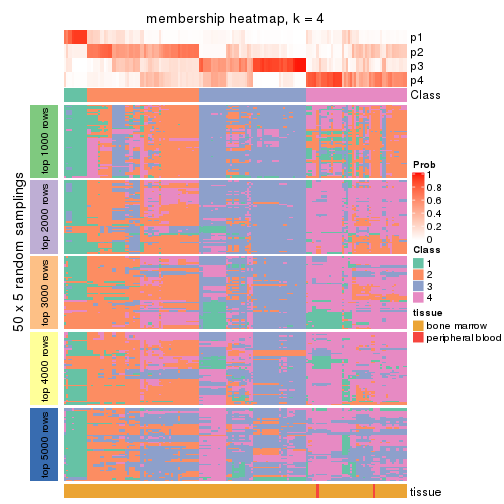 membership heatmap, k = 4
p1
p2
p3
p4
Class
50 x 5 random samplings
top 1000 rows
top 2000 rows
top 3000 rows
top 4000 rows
top 5000 rows
Prob
1
0.8
0.6
0.4
0.2
0
Class
1
2
3
4
tissue
bone marrow
peripheral blood
tissue